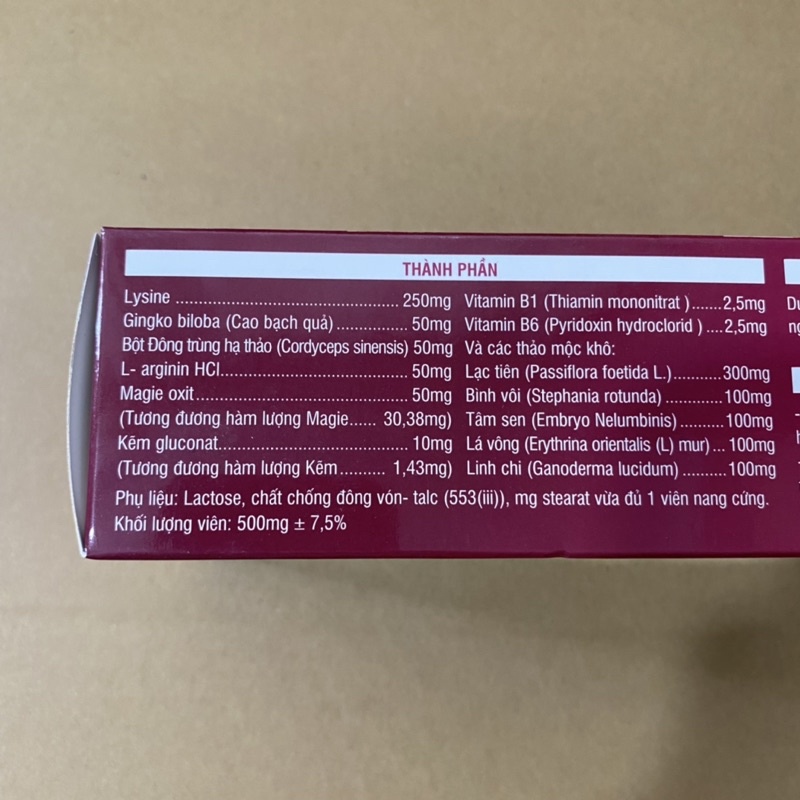 THÀNH PHẦN
Lysine ................................................ 250mg
Gingko biloba (Cao bạch quả)............... 50mg
Bột Đông trùng hạ thảo (Cordyceps sinensis) 50mg
L- arginin HCl........................................ 50mg
Magie oxit............................................. 50mg
(Tương đương hàm lượng Magie...... 30,38mg)
Kẽm gluconat......................................... 10mg
(Tương đương hàm lượng Kẽm.......... 1,43mg)
Vitamin B1 (Thiamin mononitrat )......2,5mg
Vitamin B6 (Pyridoxin hydroclorid )....2,5mg
Và các thảo mộc khô:
Lạc tiên (Passiflora foetida L.)..........300mg
Bình vôi (Stephania rotunda) ............100mg
Tâm sen (Embryo Nelumbinis)..........100mg
Lá vông (Erythrina orientalis (L) mur)... 100mg
Linh chi (Ganoderma lucidum) ..........100mg
Phụ liệu: Lactose, chất chống đông vón- talc (553(iii)), mg stearat vừa đủ 1 viên nang cứng.
Khối lượng viên: 500mg ± 7,5%